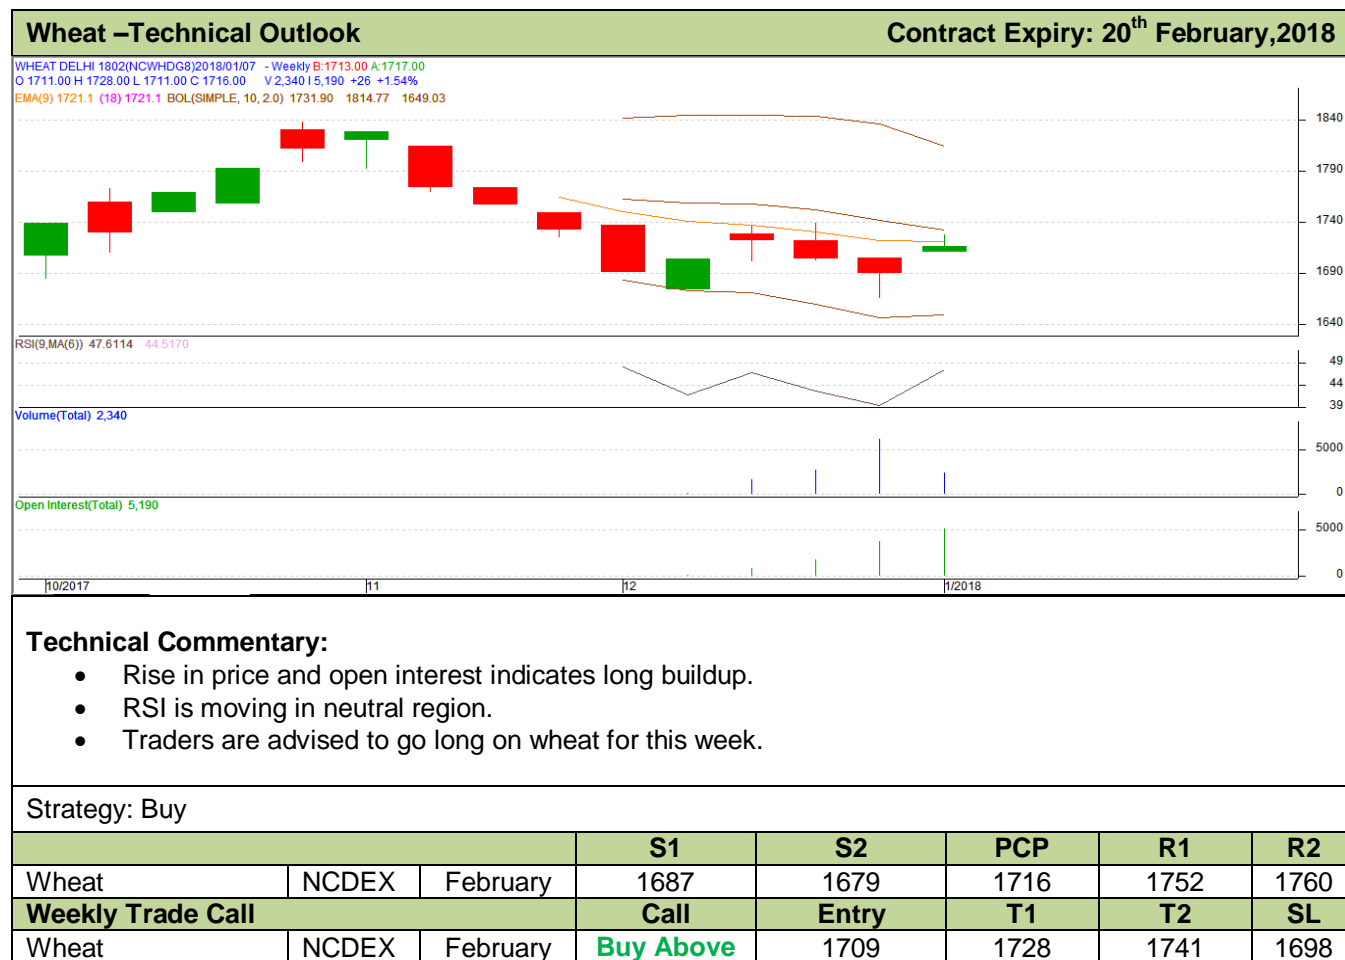 Wheat –Technical Outlook Contract Expiry: 20th February,2018
WHEAT DELHI 1802(NCWHDG8)2018/01/07 - Weekly B:1713.00 A:1717.00
O 1711.00 H 1728.00 L 1711.00 C 1716.00 V 2,340 I 5,190 +26 +1.54%
EMA(9) 1721.1 (18) 1721.1 BOL(SIMPLE, 10, 2.0) 1731.90 1814.77 1649.03
1840
1790
1740
1690
1640
RSI(9,MA(6)) 47.6114 44.5170
49
44
39
Volume(Total) 2,340
5000
0
Open Interest(Total) 5,190
5000
0
10/2017 11 12 1/2018
Technical Commentary:
• Rise in price and open interest indicates long buildup.
• RSI is moving in neutral region.
• Traders are advised to go long on wheat for this week.
Strategy: Buy
S1 S2 PCP R1 R2
Wheat NCDEX February 1687 1679 1716 1752 1760
Weekly Trade Call Call Entry T1 T2 SL
Wheat NCDEX February Buy Above 1709 1728 1741 1698